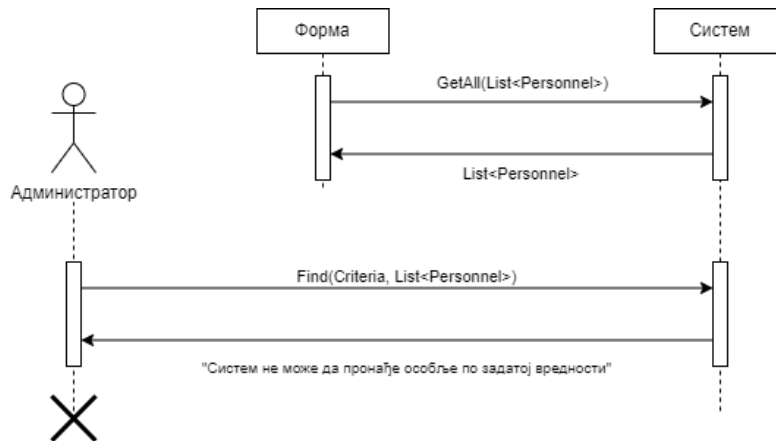 Форма
Систем
GetAll(List<Personnel>)
List<Personnel>
Администратор
Find(Criteria, List<Personnel>)
"Систем не може да пронађе особље по задатој вредности"